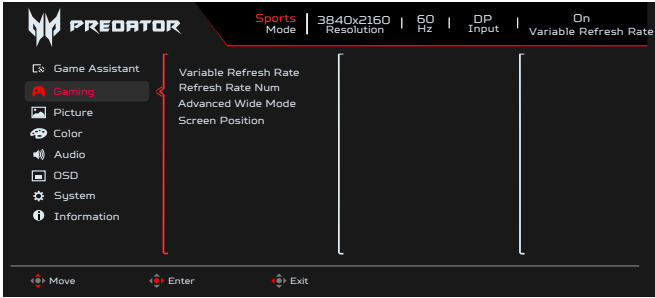 PREDATOR
Sports Mode
3840x2160 Resolution
60 Hz
DP Input
On Variable Refresh Rate
Game Assistant
Gaming
Picture
Color
Audio
OSD
System
Information
Variable Refresh Rate
Refresh Rate Num
Advanced Wide Mode
Screen Position
Move
Enter
Exit